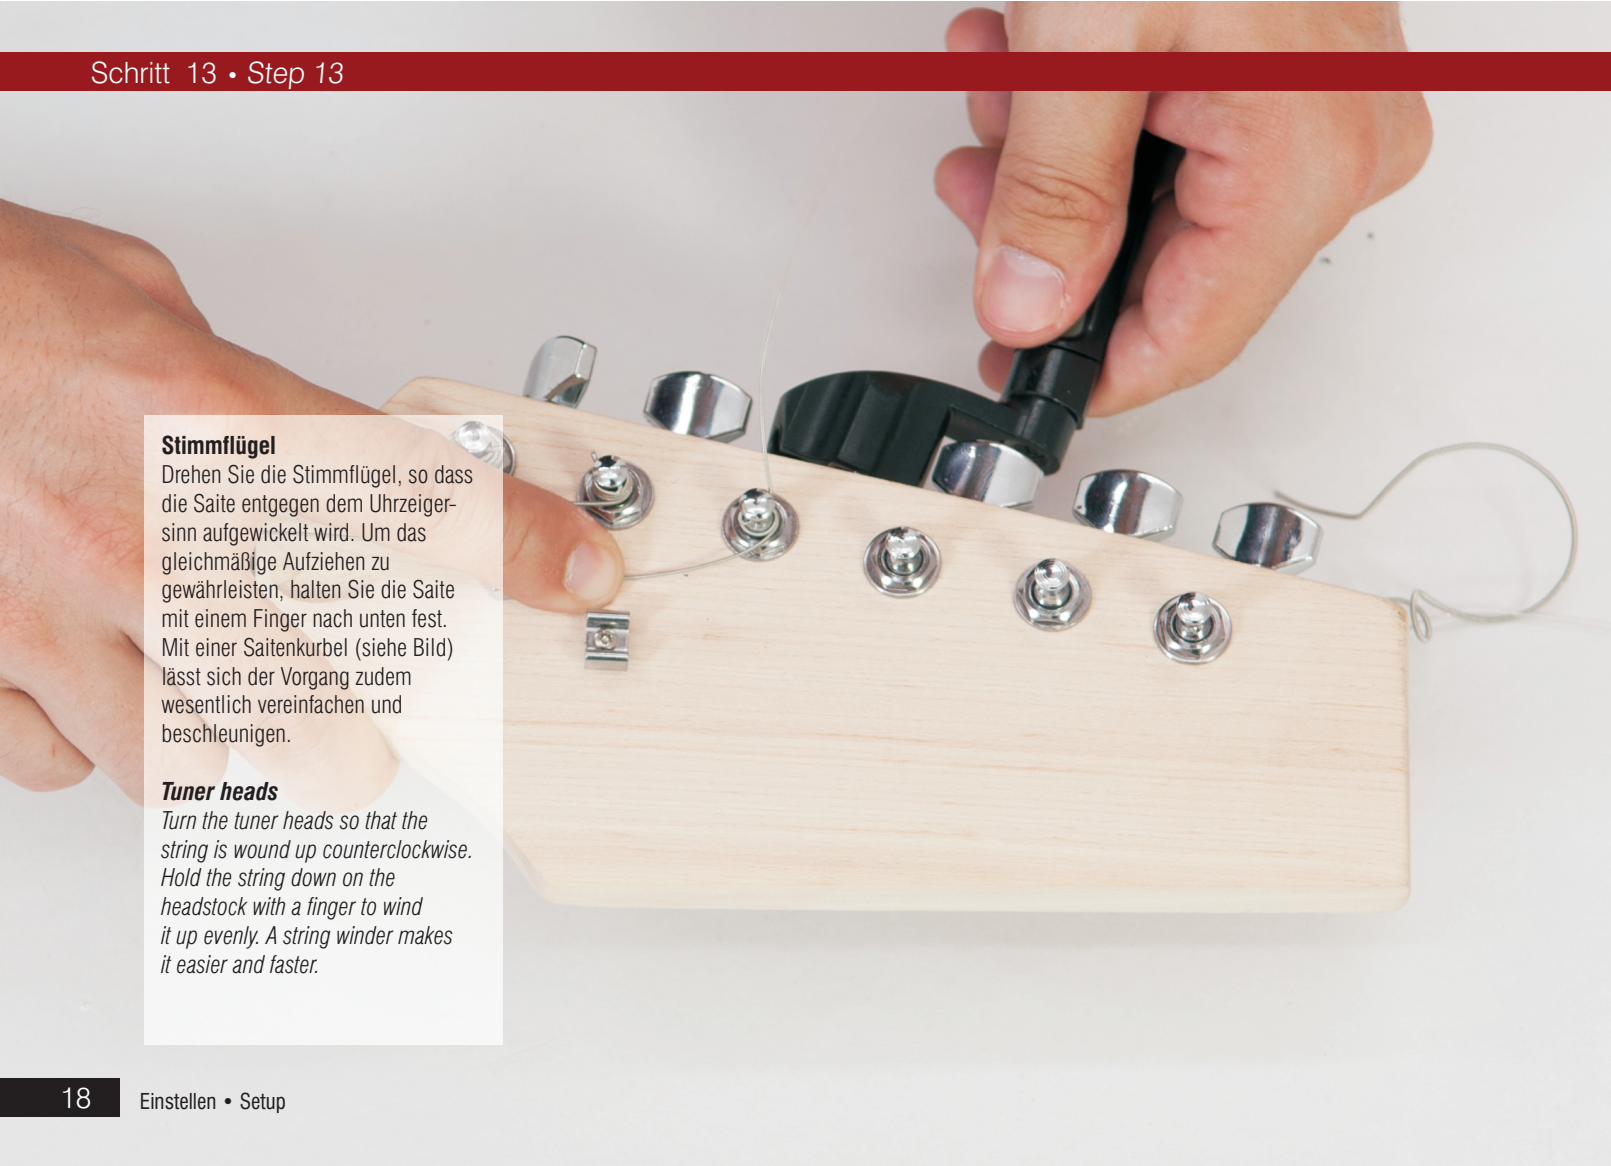 Schritt 13 • Step 13
Stimmflügel
Drehen Sie die Stimmflügel, so dass
die Saite entgegen dem Uhrzeiger-
sinn aufgewickelt wird. Um das
gleichmäßige Aufziehen zu
gewährleisten, halten Sie die Saite
mit einem Finger nach unten fest.
Mit einer Saitenkurbel (siehe Bild)
lässt sich der Vorgang zudem
wesentlich vereinfachen und
beschleunigen.
Tuner heads
Turn the tuner heads so that the
string is wound up counterclockwise.
Hold the string down on the
headstock with a finger to wind
it up evenly. A string winder makes
it easier and faster.
18
Einstellen • Setup